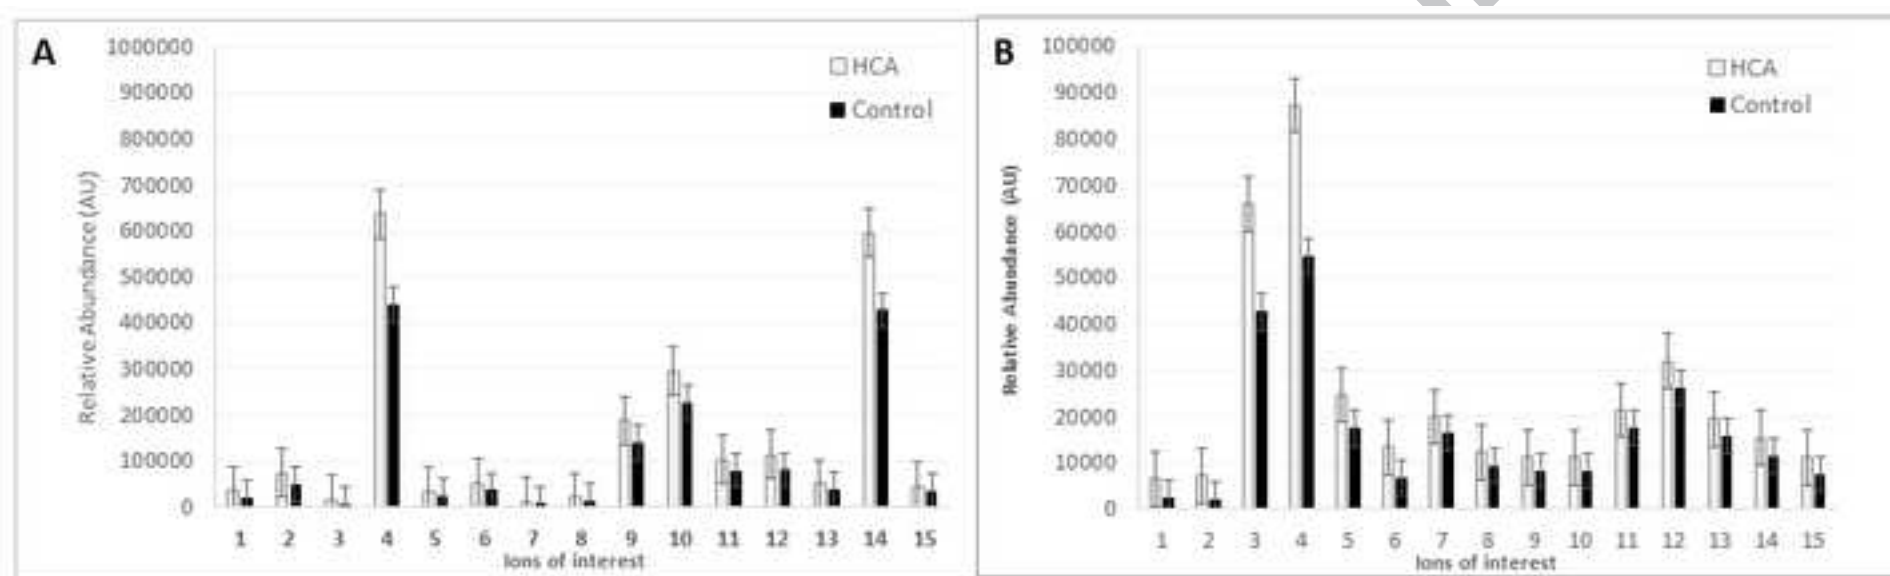 A
1000000
900000
800000
700000
600000
500000
400000
300000
200000
100000
0
Relative Abundance (AU)
HCA
Control
1 2 3 4 5 6 7 8 9 10 11 12 13 14 15
Ions of interest
B
100000
90000
80000
70000
60000
50000
40000
30000
20000
10000
0
Relative Abundance (AU)
HCA
Control
1 2 3 4 5 6 7 8 9 10 11 12 13 14 15
Ions of interest